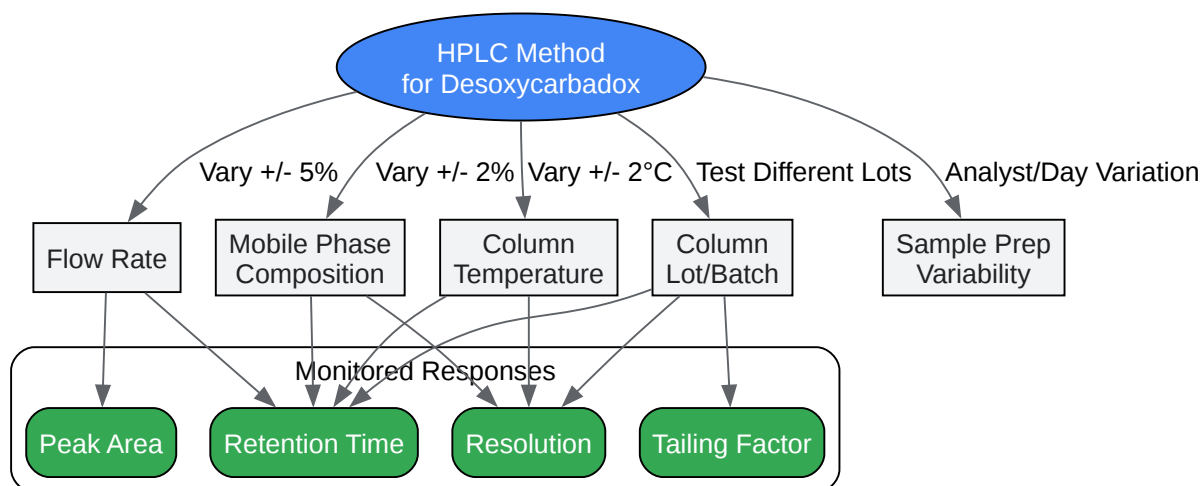 HPLC Method
for Desoxycarbadox
Vary +/- 5%
Vary +/- 2%
Vary +/- 2°C
Test Different Lots
Analyst/Day Variation
Flow Rate
Mobile Phase
Composition
Column
Temperature
Column
Lot/Batch
Sample Prep
Variability
Monitored Responses
Peak Area
Retention Time
Resolution
Tailing Factor